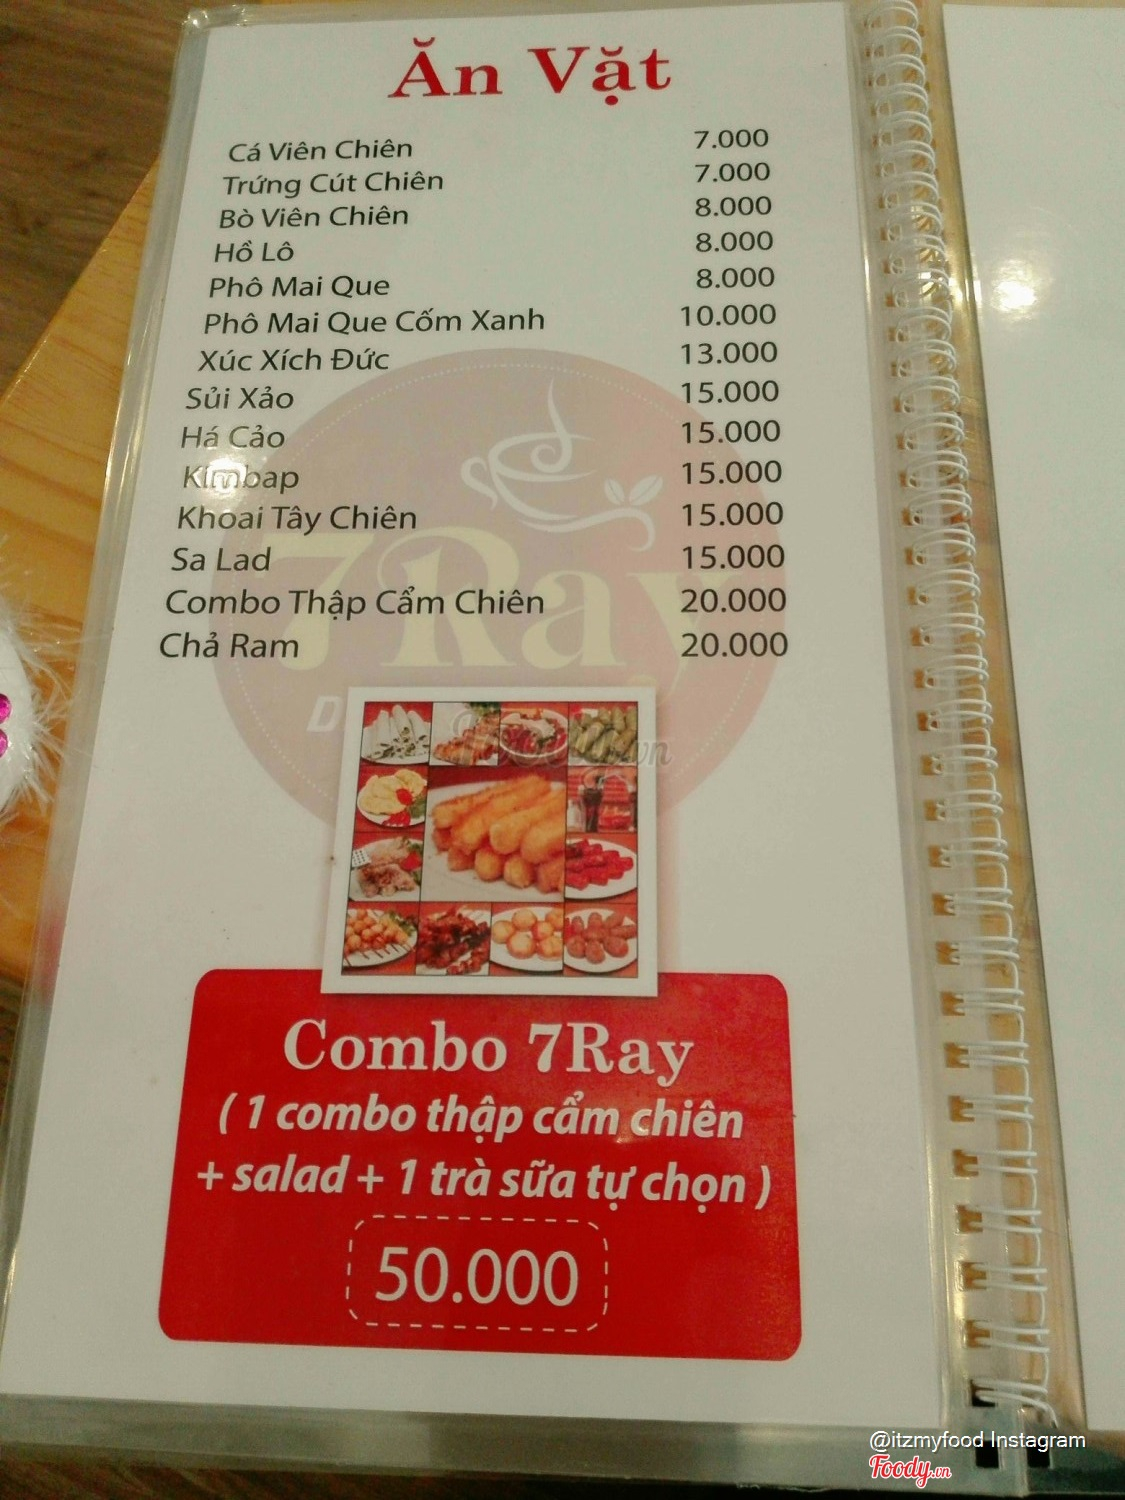 Ăn Vặt
Cá Viên Chiên 7.000
Trứng Cút Chiên 7.000
Bò Viên Chiên 8.000
Hồ Lô 8.000
Phô Mai Que 8.000
Phô Mai Que Cốm Xanh 10.000
Xúc Xích Đức 13.000
Sủi Xảo 15.000
Há Cảo 15.000
Kimbap 15.000
Khoai Tây Chiên 15.000
Sa Lad 15.000
Combo Thập Cẩm Chiên 20.000
Chả Ram 20.000
7Ray
Foody.vn
Combo 7Ray
( 1 combo thập cẩm chiên
+ salad + 1 trà sữa tự chọn )
50.000
@itzmyfood Instagram
Foody.vn